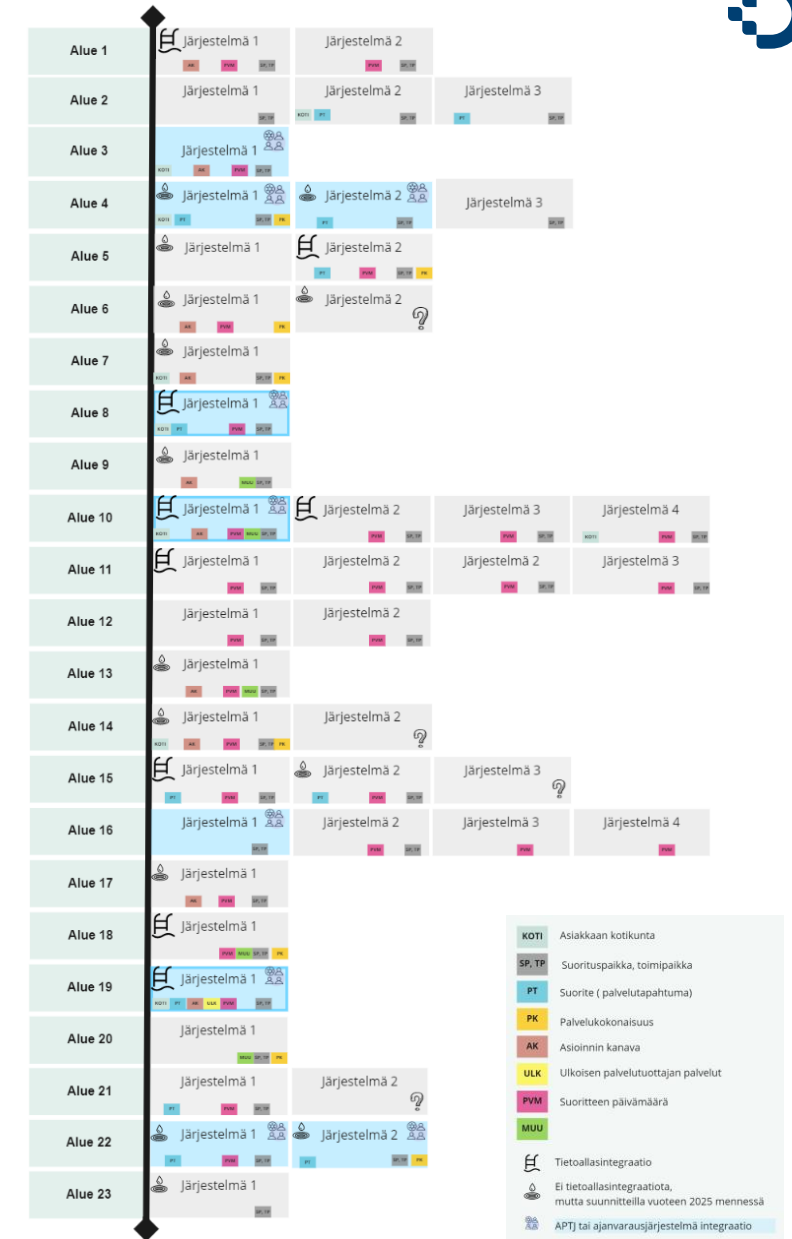 Alue 1
Järjestelmä 1
AK PVM SP, TP
Järjestelmä 2
PVM SP, TP
Alue 2
Järjestelmä 1
SP, TP
Järjestelmä 2
KOTI PT SP, TP
Järjestelmä 3
PT SP, TP
Alue 3
Järjestelmä 1
KOTI AK PVM SP, TP
Alue 4
Järjestelmä 1
KOTI PT SP, TP PK
Järjestelmä 2
PT SP, TP
Järjestelmä 3
SP, TP
Alue 5
Järjestelmä 1
Järjestelmä 2
PT PVM SP, TP PK
Alue 6
Järjestelmä 1
AK PVM PK
Järjestelmä 2
?
Alue 7
Järjestelmä 1
KOTI AK SP, TP PK
Alue 8
Järjestelmä 1
KOTI PT PVM SP, TP
Alue 9
Järjestelmä 1
AK MUU SP, TP
Alue 10
Järjestelmä 1
KOTI AK PVM MUU SP, TP
Järjestelmä 2
PVM SP, TP
Järjestelmä 3
PVM SP, TP
Järjestelmä 4
KOTI PVM SP, TP
Alue 11
Järjestelmä 1
PVM SP, TP
Järjestelmä 2
PVM SP, TP
Järjestelmä 2
PVM SP, TP
Järjestelmä 3
PVM SP, TP
Alue 12
Järjestelmä 1
PVM SP, TP
Järjestelmä 2
PVM SP, TP
Alue 13
Järjestelmä 1
AK PVM MUU SP, TP
Alue 14
Järjestelmä 1
KOTI AK PVM SP, TP PK
Järjestelmä 2
?
Alue 15
Järjestelmä 1
PT PVM SP, TP
Järjestelmä 2
PT PVM SP, TP
Järjestelmä 3
?
Alue 16
Järjestelmä 1
SP, TP
Järjestelmä 2
PVM SP, TP
Järjestelmä 3
PVM
Järjestelmä 4
PVM
Alue 17
Järjestelmä 1
AK PVM SP, TP
Alue 18
Järjestelmä 1
PVM MUU SP, TP PK
Alue 19
Järjestelmä 1
KOTI PT AK ULK PVM SP, TP
Alue 20
Järjestelmä 1
MUU SP, TP PK
Alue 21
Järjestelmä 1
PT PVM SP, TP
Järjestelmä 2
?
Alue 22
Järjestelmä 1
PT PVM SP, TP
Järjestelmä 2
PT SP, TP PK
Alue 23
Järjestelmä 1
SP, TP
KOTI Asiakkaan kotikunta
SP, TP Suorituspaikka, toimipaikka
PT Suorite ( palvelutapahtuma)
PK Palvelukokonaisuus
AK Asioinnin kanava
ULK Ulkoisen palvelutuottajan palvelut
PVM Suoritteen päivämäärä
MUU
Tietoallasintegraatio
Ei tietoallasintegraatiota,
mutta suunnitteilla vuoteen 2025 mennessä
APTJ tai ajanvarausjärjestelmä integraatio